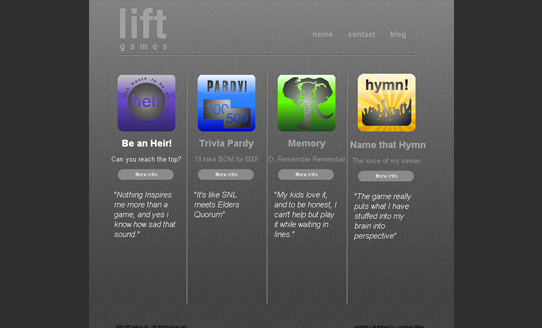 lift
games
home contact blog
heir
PARDY!
100
500
hymn!
Be an Heir!
Can you reach the top?
More info
"Nothing Inspires
me more than a
game, and yes i
know how sad that
sound."
Trivia Pardy
I'll take BOM for 500!
More info
"It's like SNL
meets Elders
Quorum"
Memory
O, Remember Remember
More info
"My kids love it,
and to be honest, I
can't help but play
it while waiting in
lines."
Name that Hymn
The voice of my servan
More info
"The game really
puts what I have
stuffed into my
brain into
perspective"